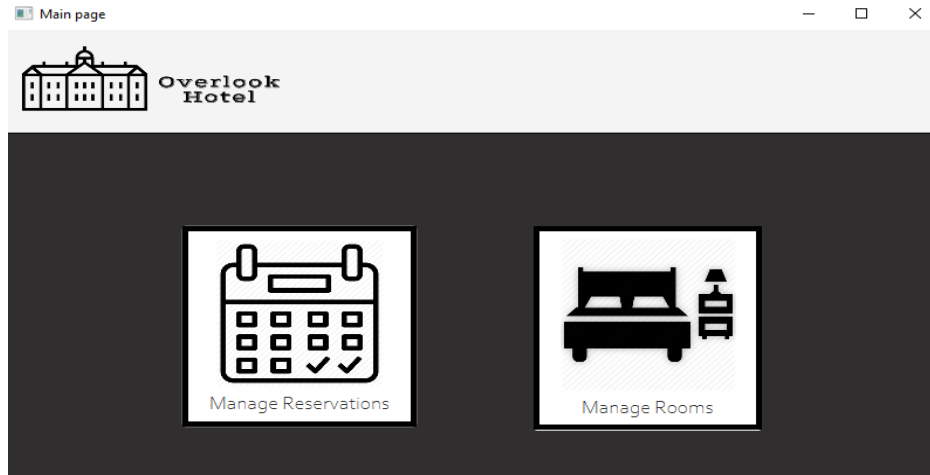 Main page
Overlook
Hotel
Manage Reservations
Manage Rooms